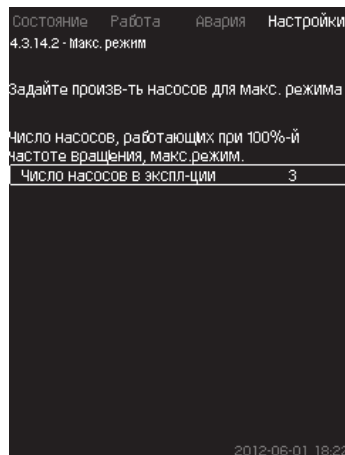 Состояние Работа Авария Настройки
4.3.14.2 - Макс. режим
Задайте произв-ть насосов для макс. режима
Число насосов, работающих при 100%-й
частоте вращения, макс.режим.
Число насосов в экспл-ции 3
2012-06-01 18:22